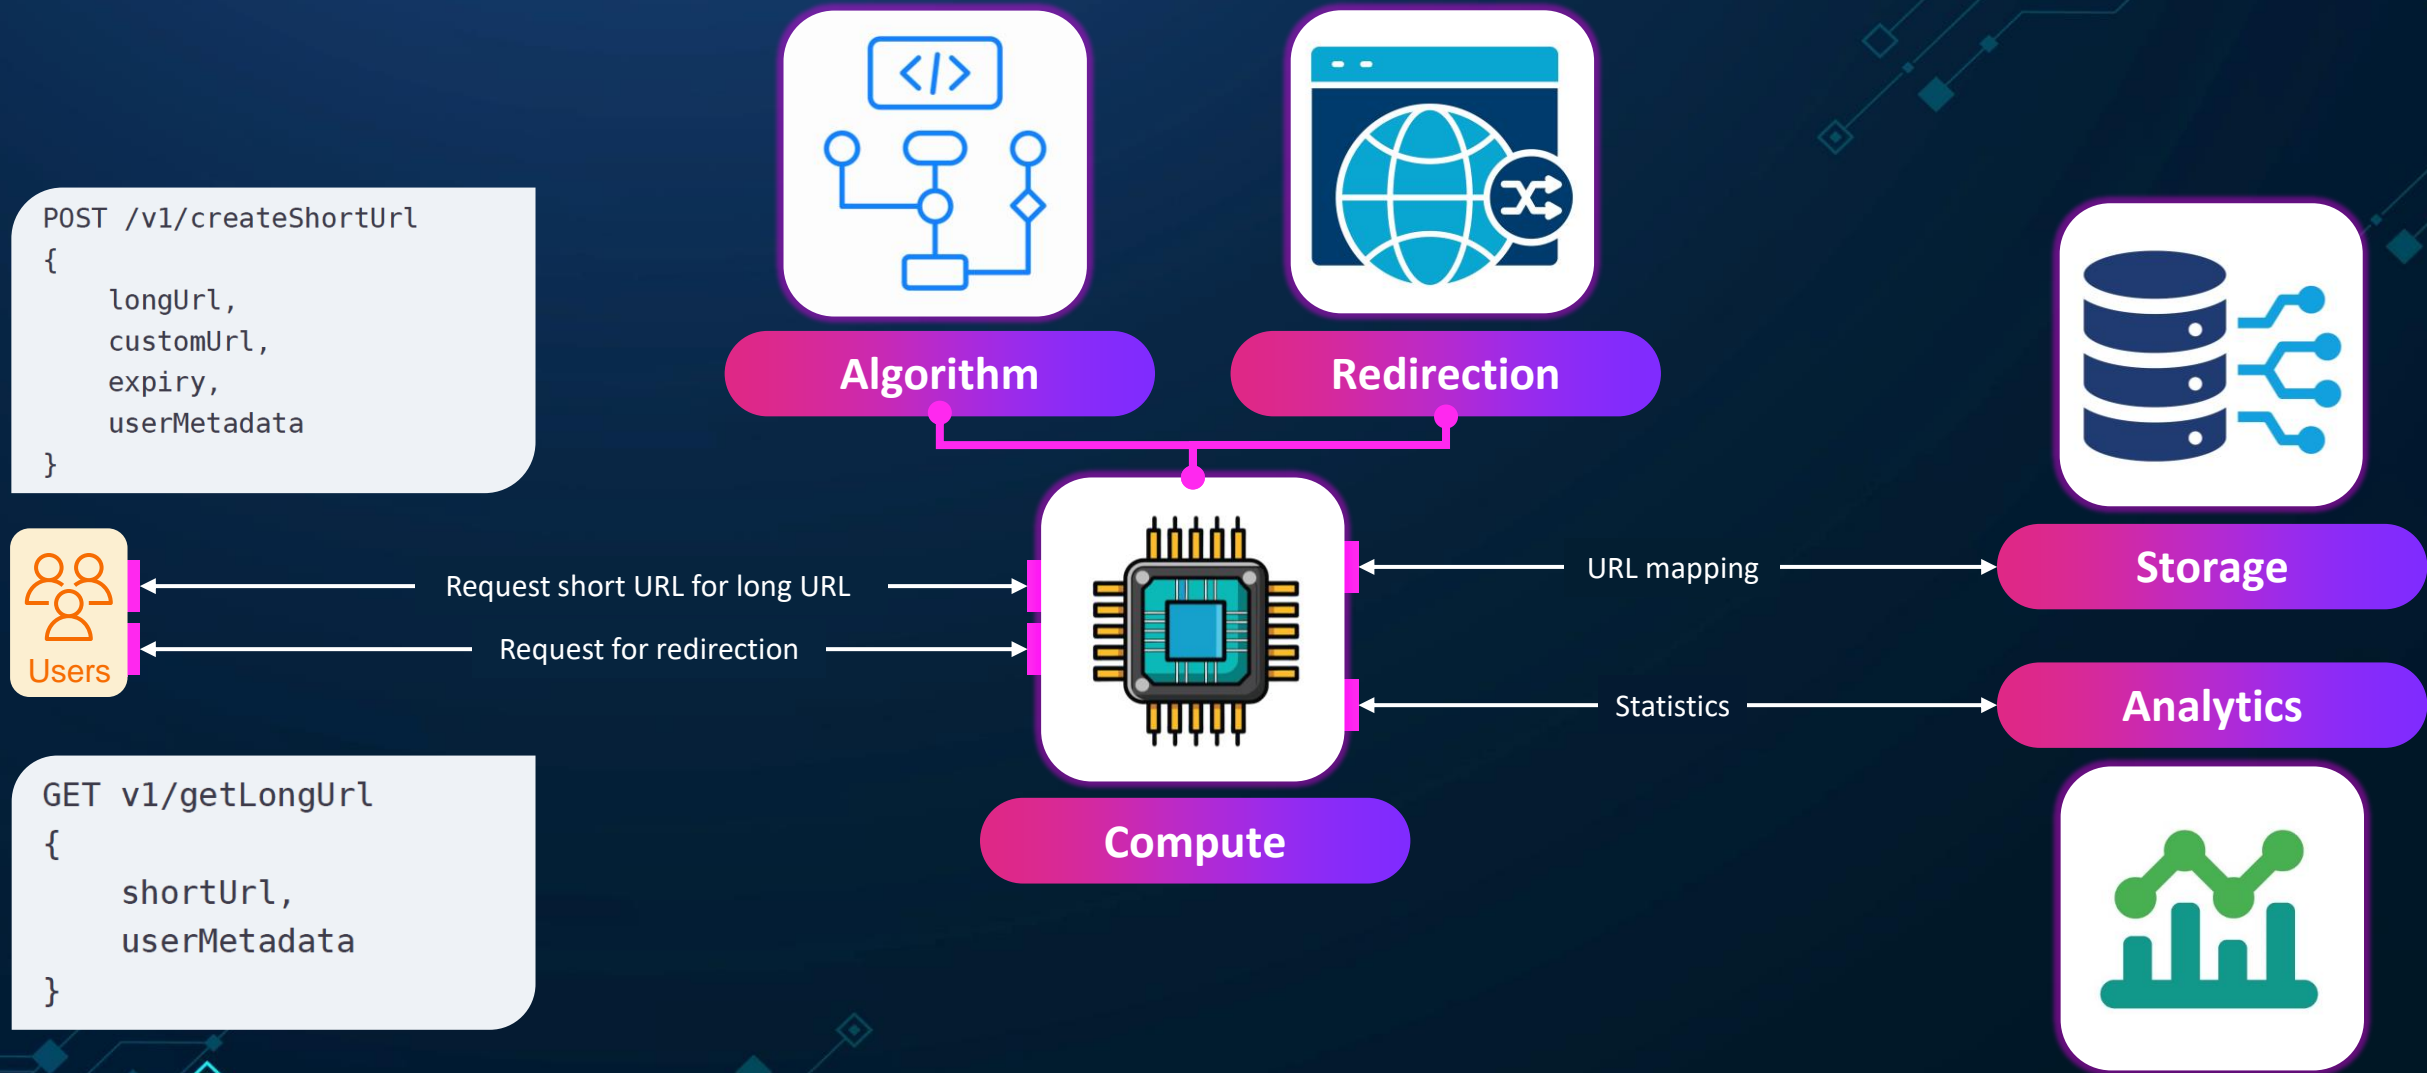 </>
Algorithm
Redirection
POST /v1/createShortUrl
{
    longUrl,
    customUrl,
    expiry,
    userMetadata
}
Users
Request short URL for long URL
Request for redirection
Compute
URL mapping
Storage
Statistics
Analytics
GET v1/getLongUrl
{
    shortUrl,
    userMetadata
}